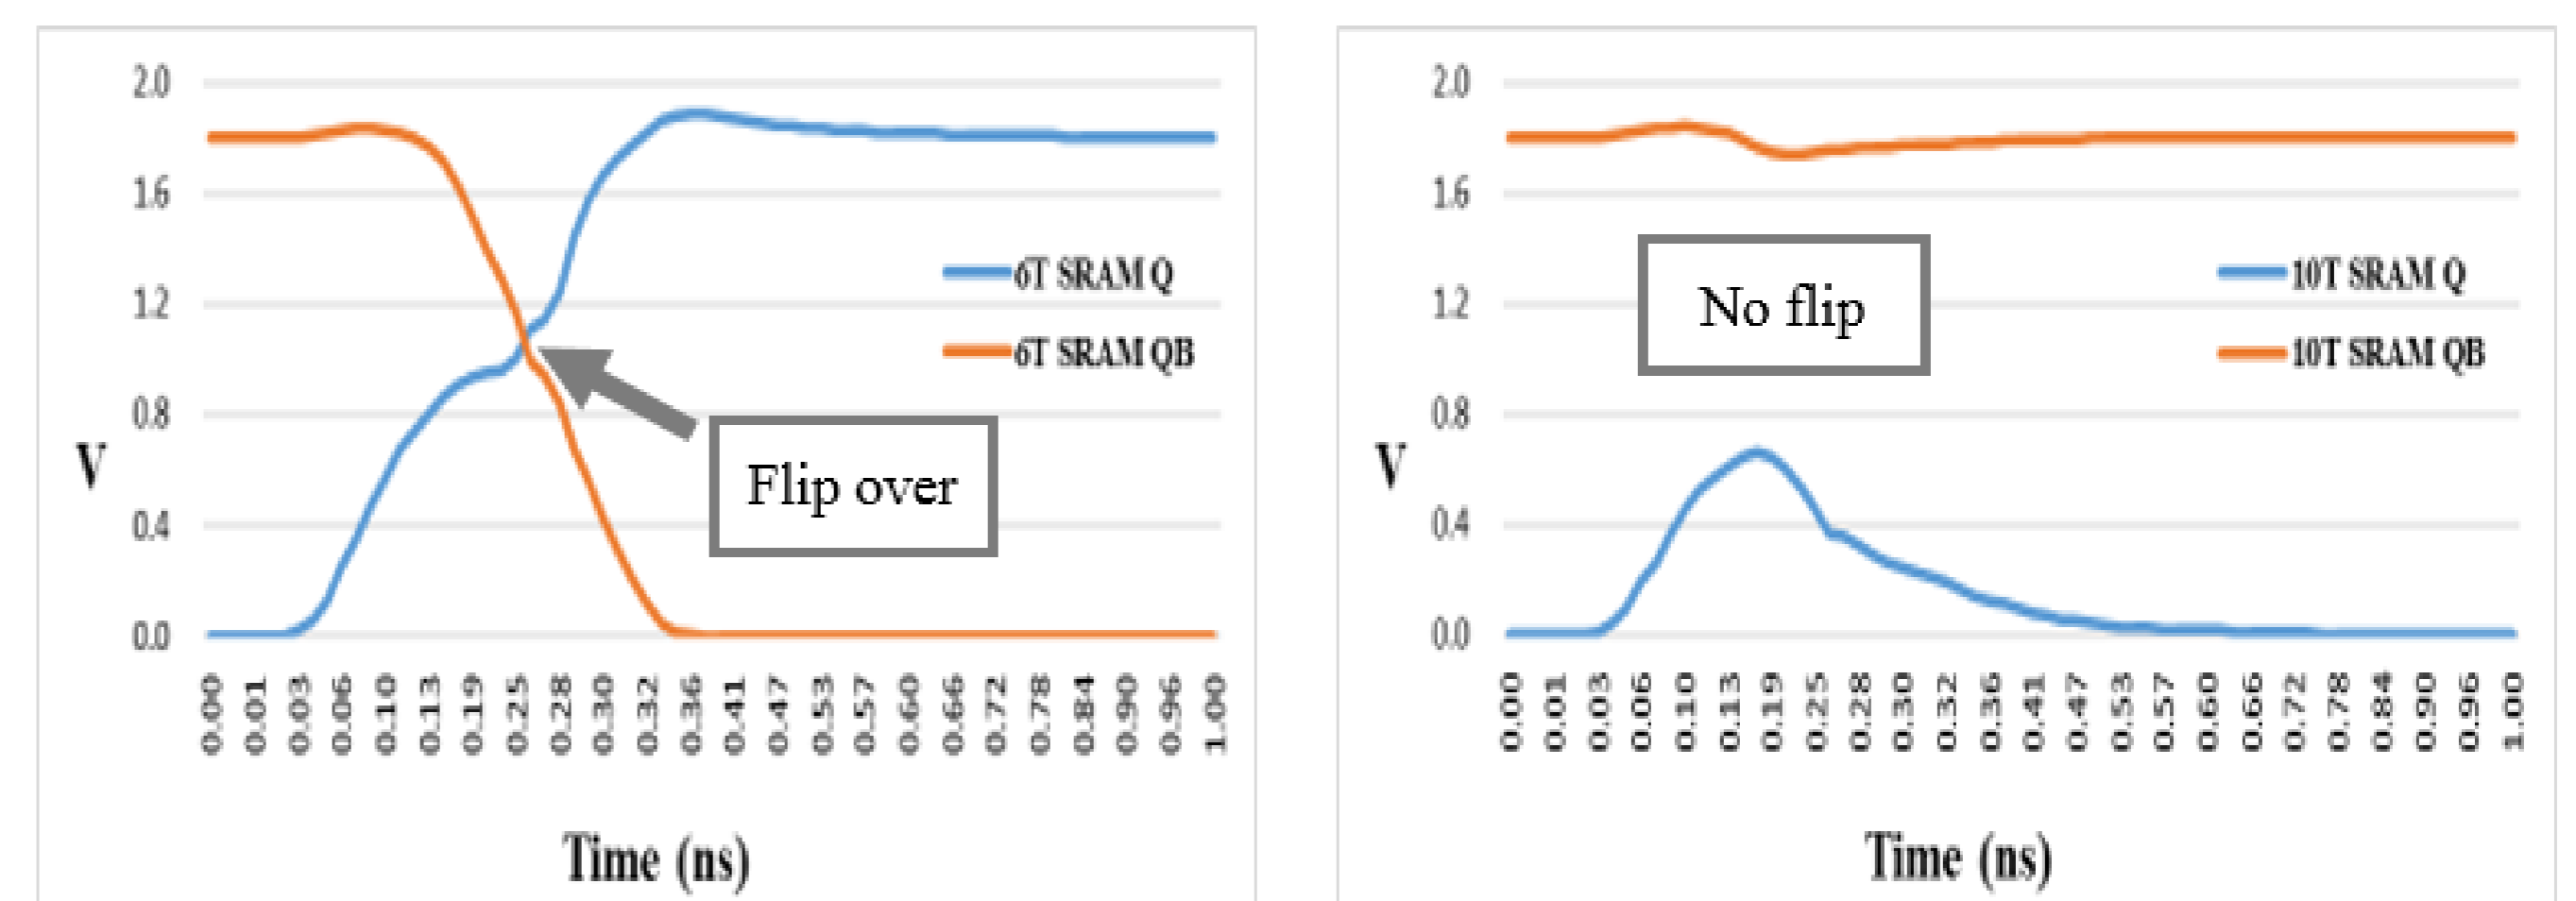 2.0
1.6
1.2
0.8
0.4
0.0
V
6T SRAM Q
6T SRAM QB
Flip over
0.00 0.01 0.03 0.06 0.10 0.13 0.19 0.25 0.28 0.30 0.32 0.36 0.41 0.47 0.53 0.57 0.60 0.66 0.72 0.78 0.84 0.90 0.96 1.00
Time (ns)
2.0
1.6
1.2
0.8
0.4
0.0
V
No flip
10T SRAM Q
10T SRAM QB
0.00 0.01 0.03 0.06 0.10 0.13 0.19 0.25 0.28 0.30 0.32 0.36 0.41 0.47 0.53 0.57 0.60 0.66 0.72 0.78 0.84 0.90 0.96 1.00
Time (ns)